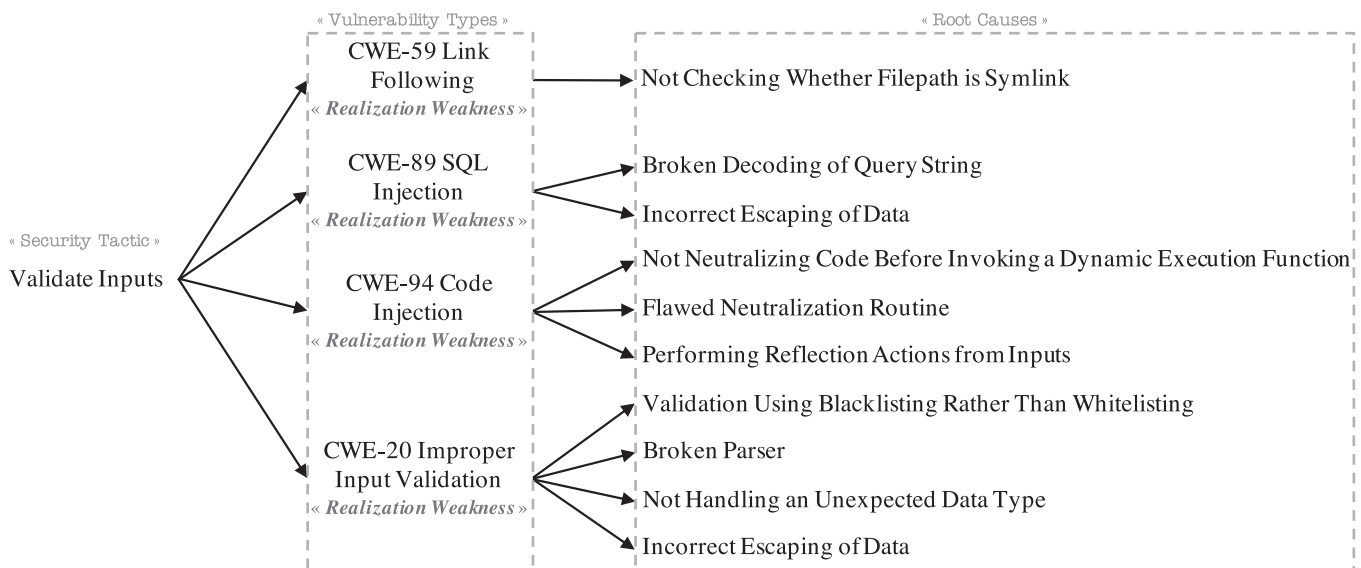 « Vulnerability Types »
« Root Causes »
CWE-59 Link
Following
« Realization Weakness »
Not Checking Whether Filepath is Symlink
CWE-89 SQL
Injection
« Realization Weakness »
Broken Decoding of Query String
Incorrect Escaping of Data
« Security Tactic »
Validate Inputs
CWE-94 Code
Injection
« Realization Weakness »
Not Neutralizing Code Before Invoking a Dynamic Execution Function
Flawed Neutralization Routine
Performing Reflection Actions from Inputs
CWE-20 Improper
Input Validation
« Realization Weakness »
Validation Using Blacklisting Rather Than Whitelisting
Broken Parser
Not Handling an Unexpected Data Type
Incorrect Escaping of Data